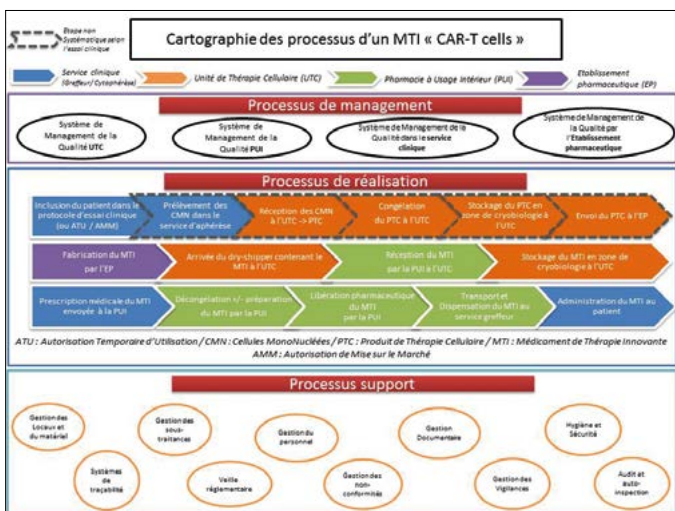 Etape non
Systématique selon
l'essai clinique
Cartographie des processus d'un MTI « CAR-T cells »
Service clinique
(Greffeur/ Cytaphérèse)
Unité de Thérapie Cellulaire (UTC)
Pharmacie à Usage Intérieur (PUI)
Etablissement
pharmaceutique (EP)
Processus de management
Système de
Management de la
Qualité UTC
Système de
Management de la
Qualité PUI
Système de Management de la
Qualité dans le service
clinique
Système de Management de
la Qualité par
l'Etablissement
pharmaceutique
Processus de réalisation
Inclusion du patient dans le
protocole d'essai clinique
(ou ATU / AMM)
Prélèvement des
CMN dans le
service d'aphérèse
Réception des CMN
à l'UTC -> PTC
Congélation
du PTC à l'UTC
Stockage du PTC en
zone de cryobiologie à
l'UTC
Envoi du PTC à l'EP
Fabrication du MTI
par l'EP
Arrivée du dry-shipper contenant le
MTI à l'UTC
Réception du MTI
par la PUI à l'UTC
Stockage du MTI en zone de
cryobiologie à l'UTC
Prescription médicale du MTI
envoyée à la PUI
Décongélation +/- préparation
du MTI par la PUI
Libération pharmaceutique
du MTI
par la PUI
Transport et
Dispensation du MTI au
service greffeur
Administration du MTI au
patient
ATU : Autorisation Temporaire d'Utilisation / CMN : Cellules MonoNucléées / PTC : Produit de Thérapie Cellulaire / MTI : Médicament de Thérapie Innovante
AMM : Autorisation de Mise sur le Marché
Processus support
Gestion des
Locaux et
du matériel
Gestion des
sous-
traitances
Gestion du
personnel
Gestion
Documentaire
Hygiène et
Sécurité
Systèmes
de
traçabilité
Veille
réglementaire
Gestion
des
non-
conformités
Gestion des
Vigilances
Audit et
auto-
inspection